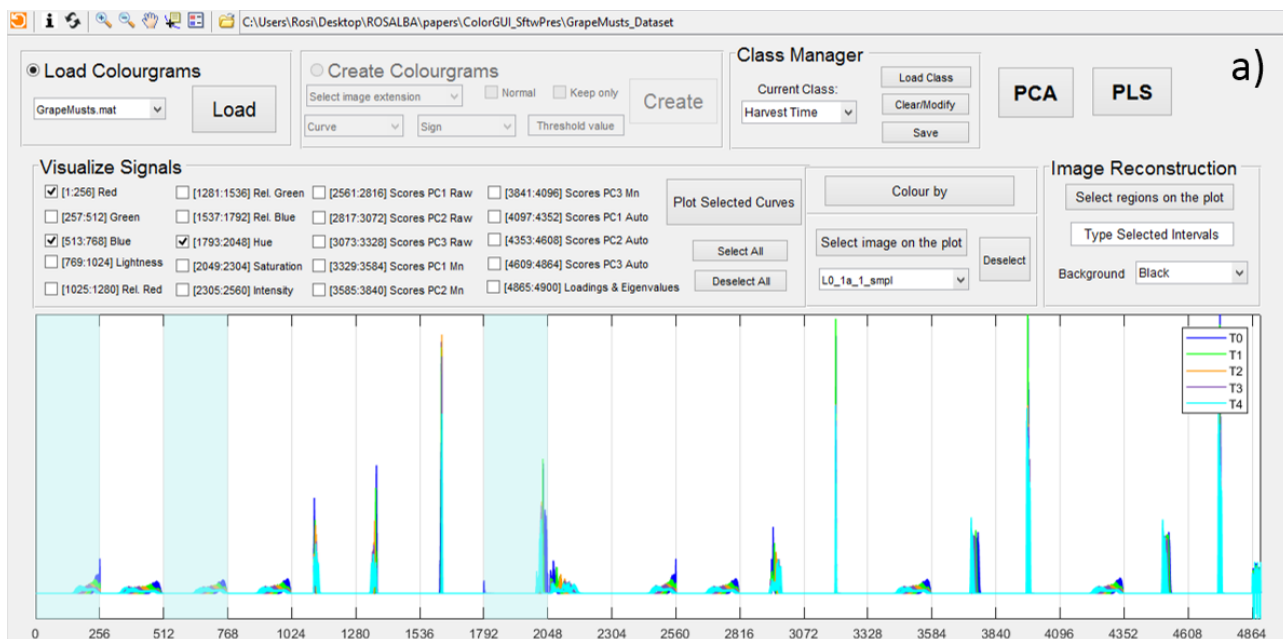 C:\Users\Rosi\Desktop\ROSALBA\papers\ColorGUI_SftwPres\GrapeMusts_Dataset
a)
Load Colourgrams
GrapeMusts.mat
Load
Create Colourgrams
Select image extension
Normal
Keep only
Create
Curve
Sign
Threshold value
Class Manager
Current Class:
Harvest Time
Load Class
Clear/Modify
Save
PCA
PLS
Visualize Signals
[1:256] Red
[257:512] Green
[513:768] Blue
[769:1024] Lightness
[1025:1280] Rel. Red
[1281:1536] Rel. Green
[1537:1792] Rel. Blue
[1793:2048] Hue
[2049:2304] Saturation
[2305:2560] Intensity
[2561:2816] Scores PC1 Raw
[2817:3072] Scores PC2 Raw
[3073:3328] Scores PC3 Raw
[3329:3584] Scores PC1 Mn
[3585:3840] Scores PC2 Mn
[3841:4096] Scores PC3 Mn
[4097:4352] Scores PC1 Auto
[4353:4608] Scores PC2 Auto
[4609:4864] Scores PC3 Auto
[4865:4900] Loadings & Eigenvalues
Plot Selected Curves
Select All
Deselect All
Colour by
Select image on the plot
L0_1a_1_smpl
Deselect
Image Reconstruction
Select regions on the plot
Type Selected Intervals
Background
Black
T0
T1
T2
T3
T4
0 256 512 768 1024 1280 1536 1792 2048 2304 2560 2816 3072 3328 3584 3840 4096 4352 4608 4864